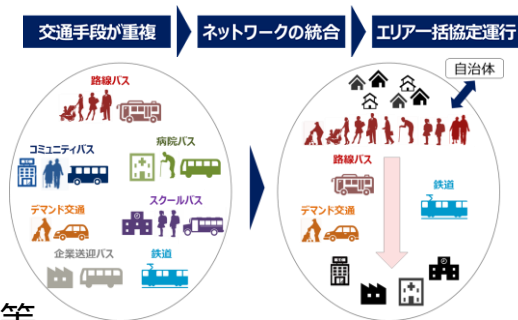 交通手段が重複
ネットワークの統合
エリア一括協定運行
自治体
路線バス
コミュニティバス
病院バス
デマンド交通
スクールバス
企業送迎バス
鉄道
路線バス
鉄道
デマンド交通
等